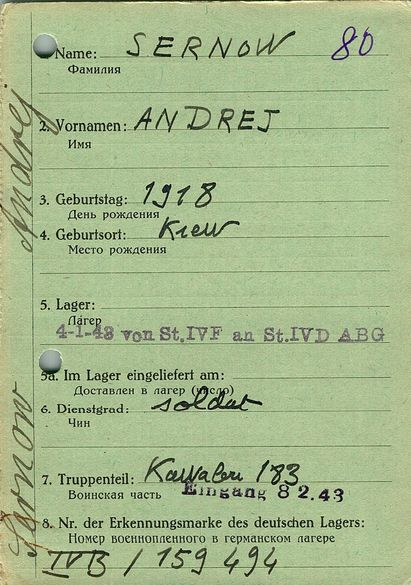 1. Name: SERNOW 80
Фамилия
2. Vornamen: ANDREJ
Имя
3. Geburtstag: 1918
День рождения
4. Geburtsort: Kiew
Место рождения
5. Lager:
Лагерь
4-1-43 von St.IVF an St.IVD ABG
5a. Im Lager eingeliefert am:
Доставлен в лагер (число)
6. Dienstgrad: soldat
Чин
7. Truppenteil: Kawaleri 183
Воинская часть Eingang 8 2.43
8. Nr. der Erkennungsmarke des deutschen Lagers:
Номер военнопленного в германском лагере
IVB / 159 494
Sernow Andrej